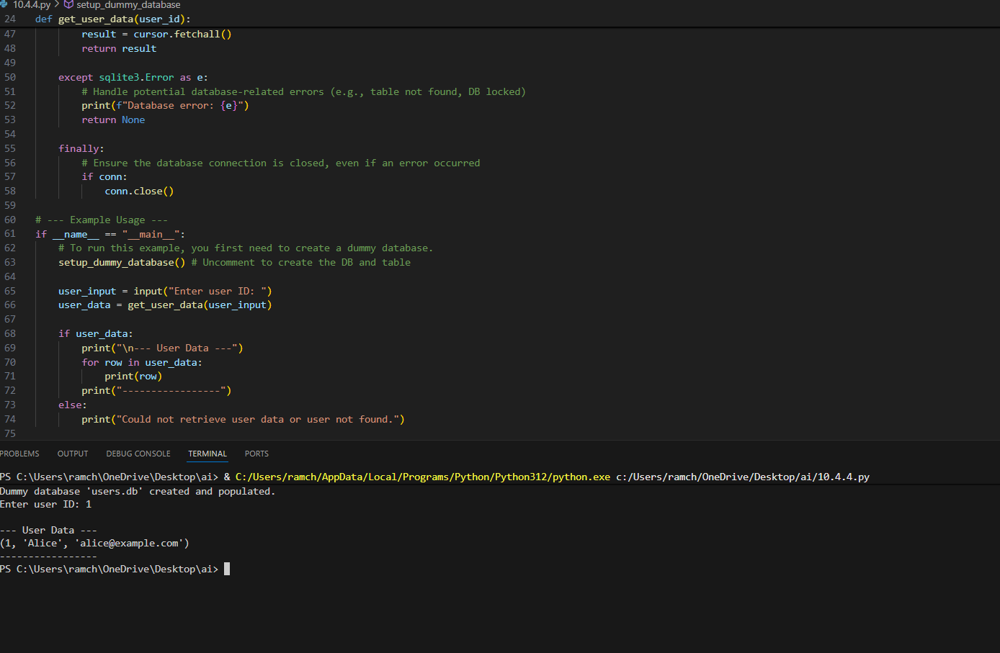 10.4.4.py > setup_dummy_database
24 def get_user_data(user_id):
47         result = cursor.fetchall()
48         return result
49
50     except sqlite3.Error as e:
51         # Handle potential database-related errors (e.g., table not found, DB locked)
52         print(f"Database error: {e}")
53         return None
54
55     finally:
56         # Ensure the database connection is closed, even if an error occurred
57         if conn:
58             conn.close()
59
60 # --- Example Usage ---
61 if __name__ == "__main__":
62     # To run this example, you first need to create a dummy database.
63     setup_dummy_database() # Uncomment to create the DB and table
64
65     user_input = input("Enter user ID: ")
66     user_data = get_user_data(user_input)
67
68     if user_data:
69         print("\n--- User Data ---")
70         for row in user_data:
71             print(row)
72         print("-----------------")
73     else:
74         print("Could not retrieve user data or user not found.")
75
PROBLEMS OUTPUT DEBUG CONSOLE TERMINAL PORTS
PS C:\Users\ramch\OneDrive\Desktop\ai> & C:/Users/ramch/AppData/Local/Programs/Python/Python312/python.exe c:/Users/ramch/OneDrive/Desktop/ai/10.4.4.py
Dummy database 'users.db' created and populated.
Enter user ID: 1
--- User Data ---
(1, 'Alice', 'alice@example.com')
-----------------
PS C:\Users\ramch\OneDrive\Desktop\ai>